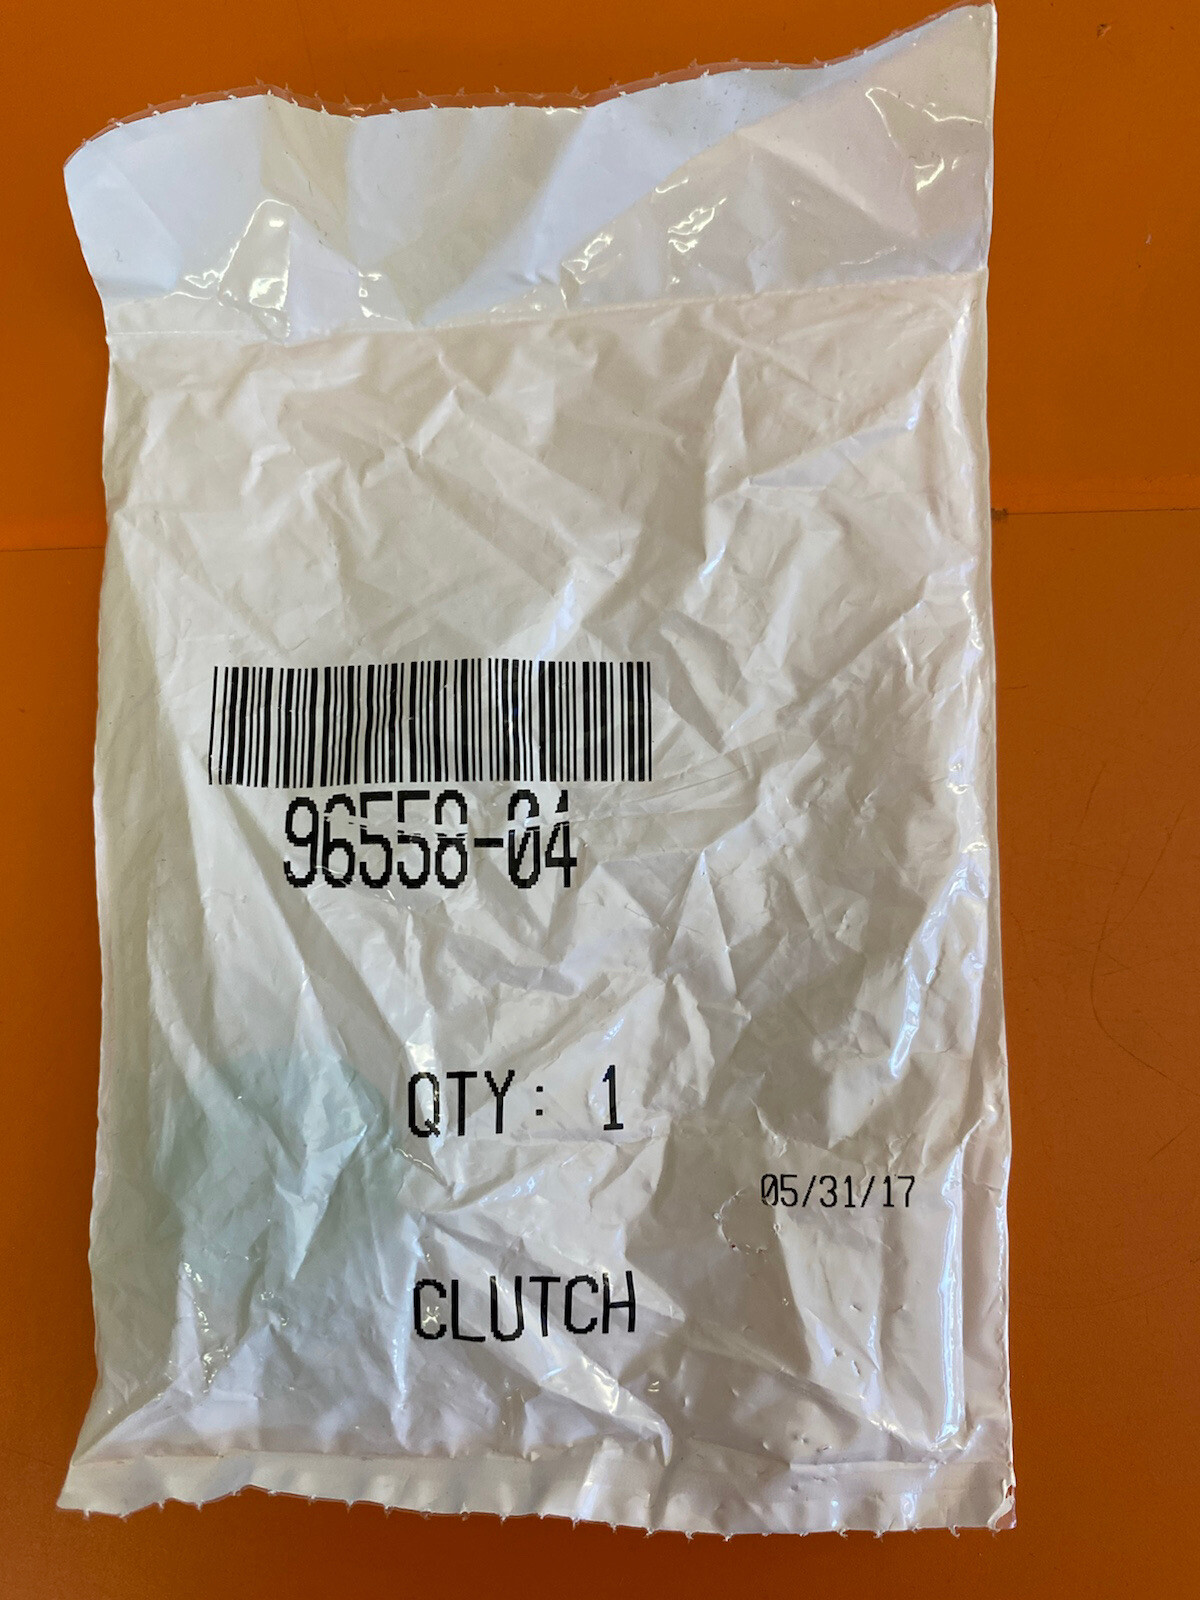 96558-04
QTY: 1
05/31/17
CLUTCH